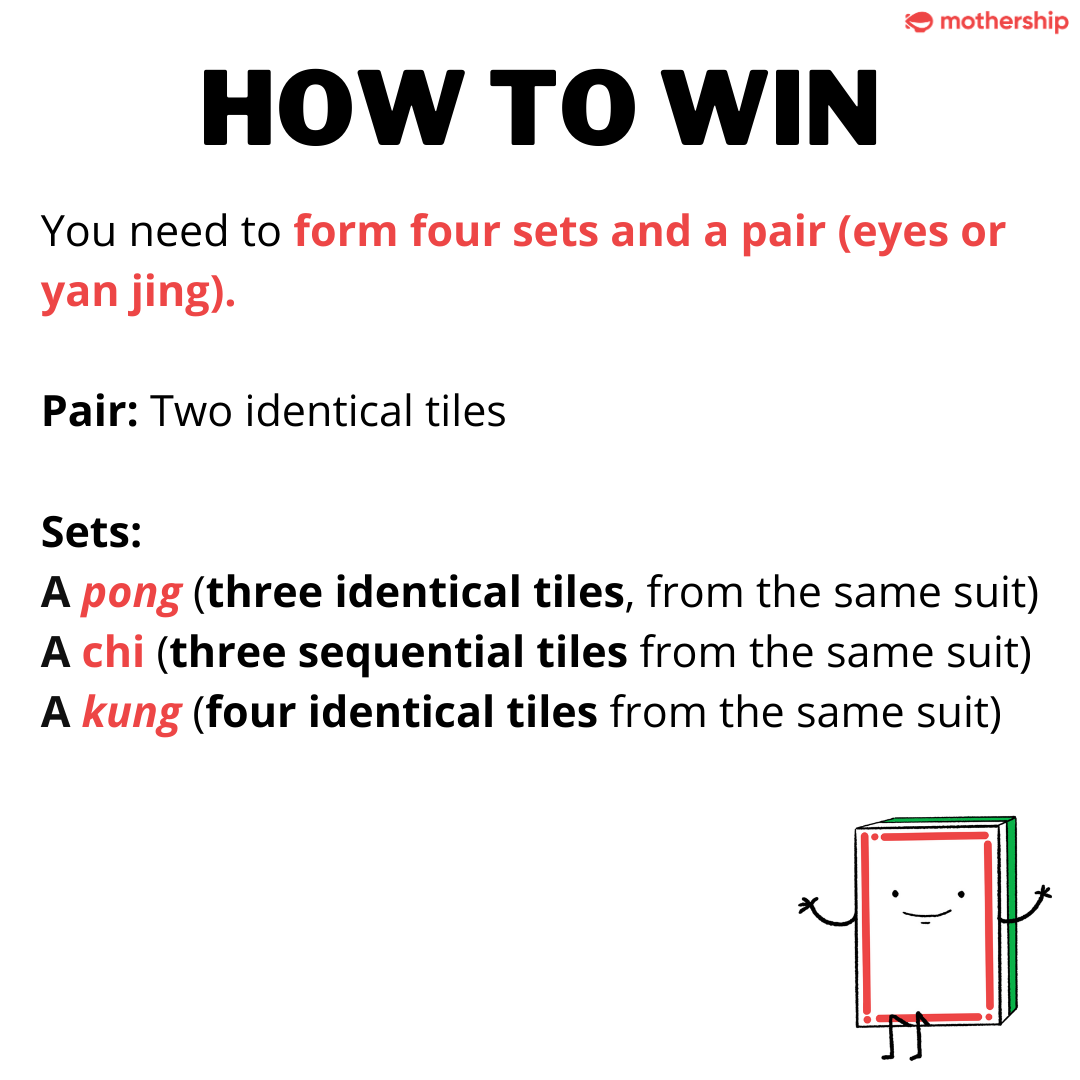 mothership
HOW TO WIN
You need to form four sets and a pair (eyes or
yan jing).
Pair: Two identical tiles
Sets:
A pong (three identical tiles, from the same suit)
A chi (three sequential tiles from the same suit)
A kung (four identical tiles from the same suit)